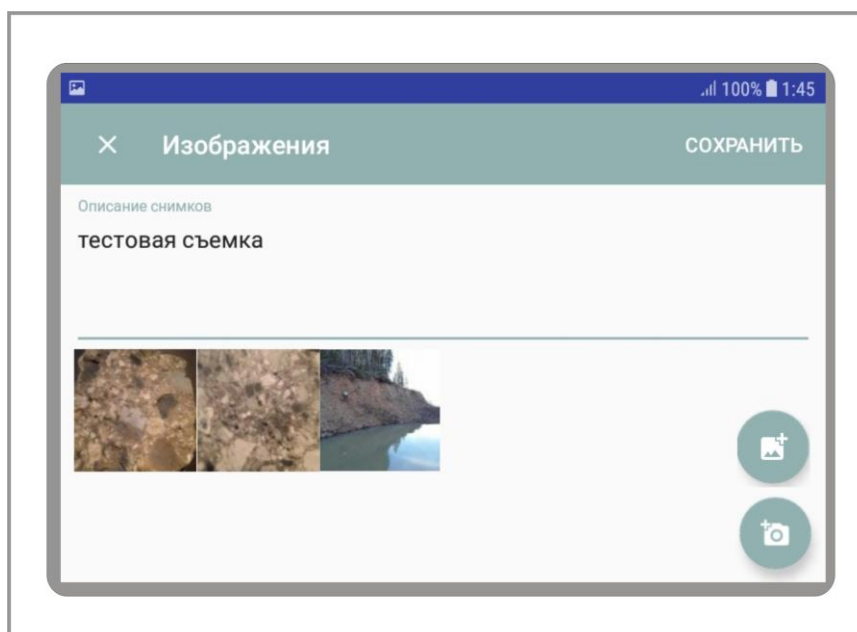 100% 1:45
Изображения
СОХРАНИТЬ
Описание снимков
тестовая съемка